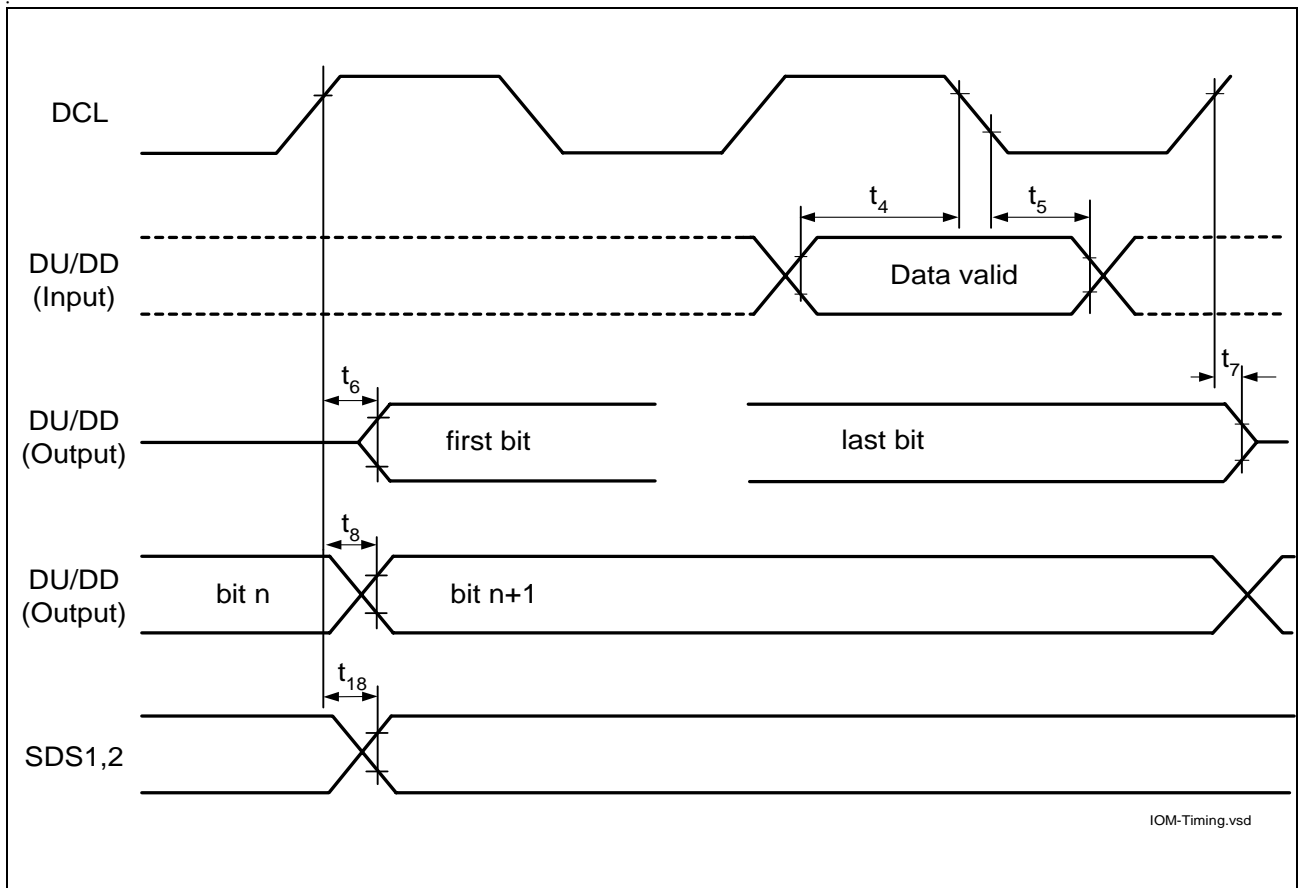 DCL
t4
t5
DU/DD
(Input)
Data valid
t6
t7
DU/DD
(Output)
first bit
last bit
t8
DU/DD
(Output)
bit n
bit n+1
t18
SDS1,2
IOM-Timing.vsd